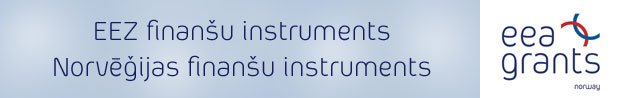 EEZ finanšu instruments
Norvēģijas finanšu instruments
eea
grants
norway